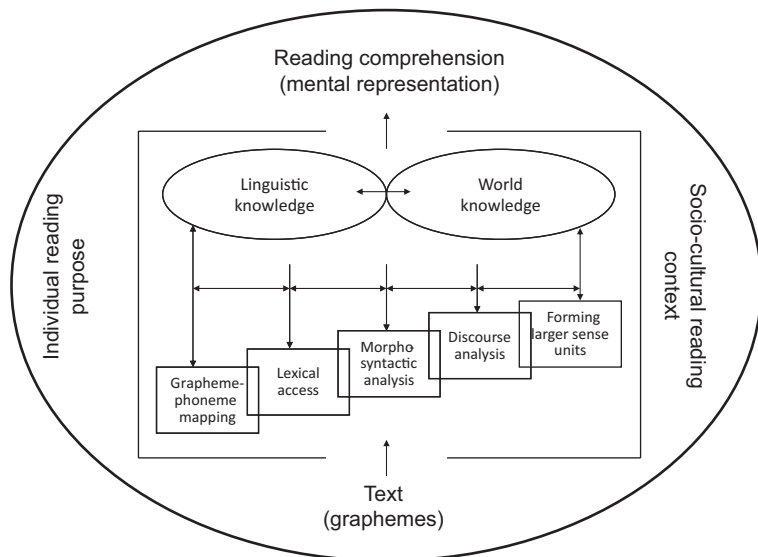 Reading comprehension
(mental representation)
Linguistic
knowledge
World
knowledge
Individual reading
purpose
Socio-cultural reading
context
Grapheme-
phoneme
mapping
Lexical
access
Morpho-
syntactic
analysis
Discourse
analysis
Forming
larger sense
units
Text
(graphemes)